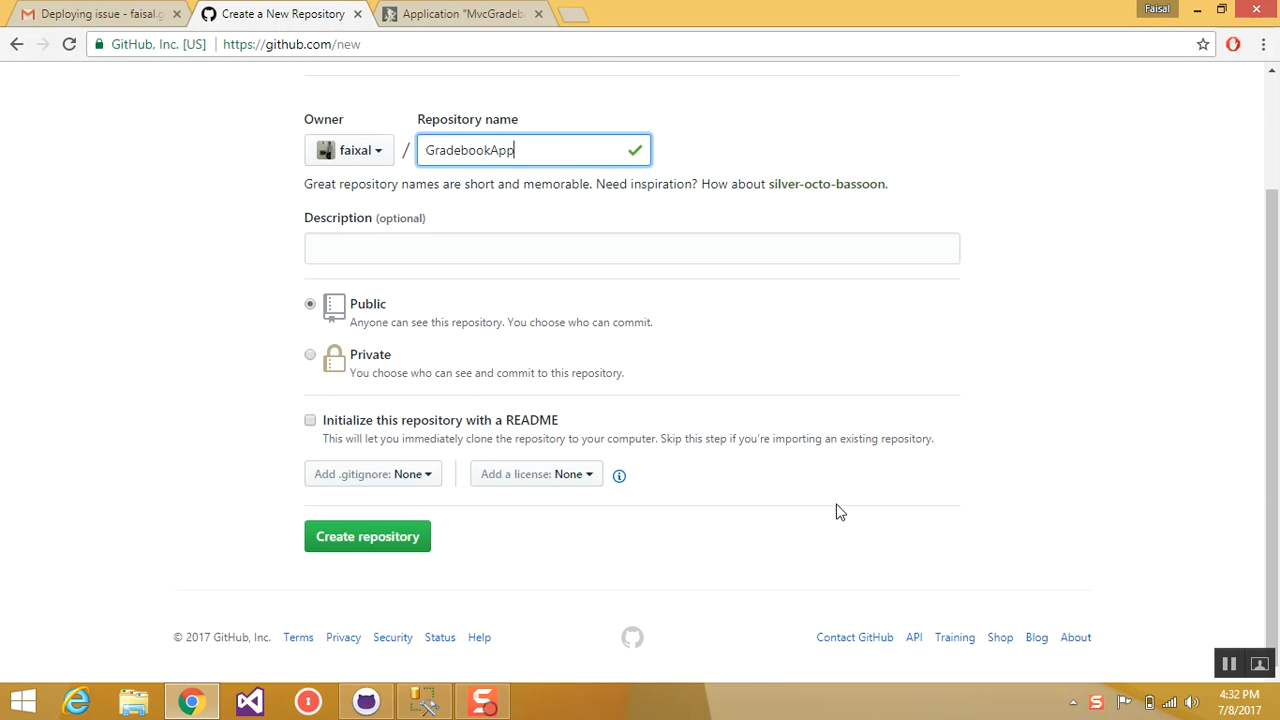 Deploying issue - faisal.g
Create a New Repository
Application "MvcGradeb
Faisal
GitHub, Inc. [US]
https://github.com/new
Owner
Repository name
faixal
/
GradebookApp
Great repository names are short and memorable. Need inspiration? How about silver-octo-bassoon.
Description (optional)
Public
Anyone can see this repository. You choose who can commit.
Private
You choose who can see and commit to this repository.
Initialize this repository with a README
This will let you immediately clone the repository to your computer. Skip this step if you're importing an existing repository.
Add .gitignore: None
Add a license: None
Create repository
© 2017 GitHub, Inc.
Terms
Privacy
Security
Status
Help
Contact GitHub
API
Training
Shop
Blog
About
4:32 PM
7/8/2017